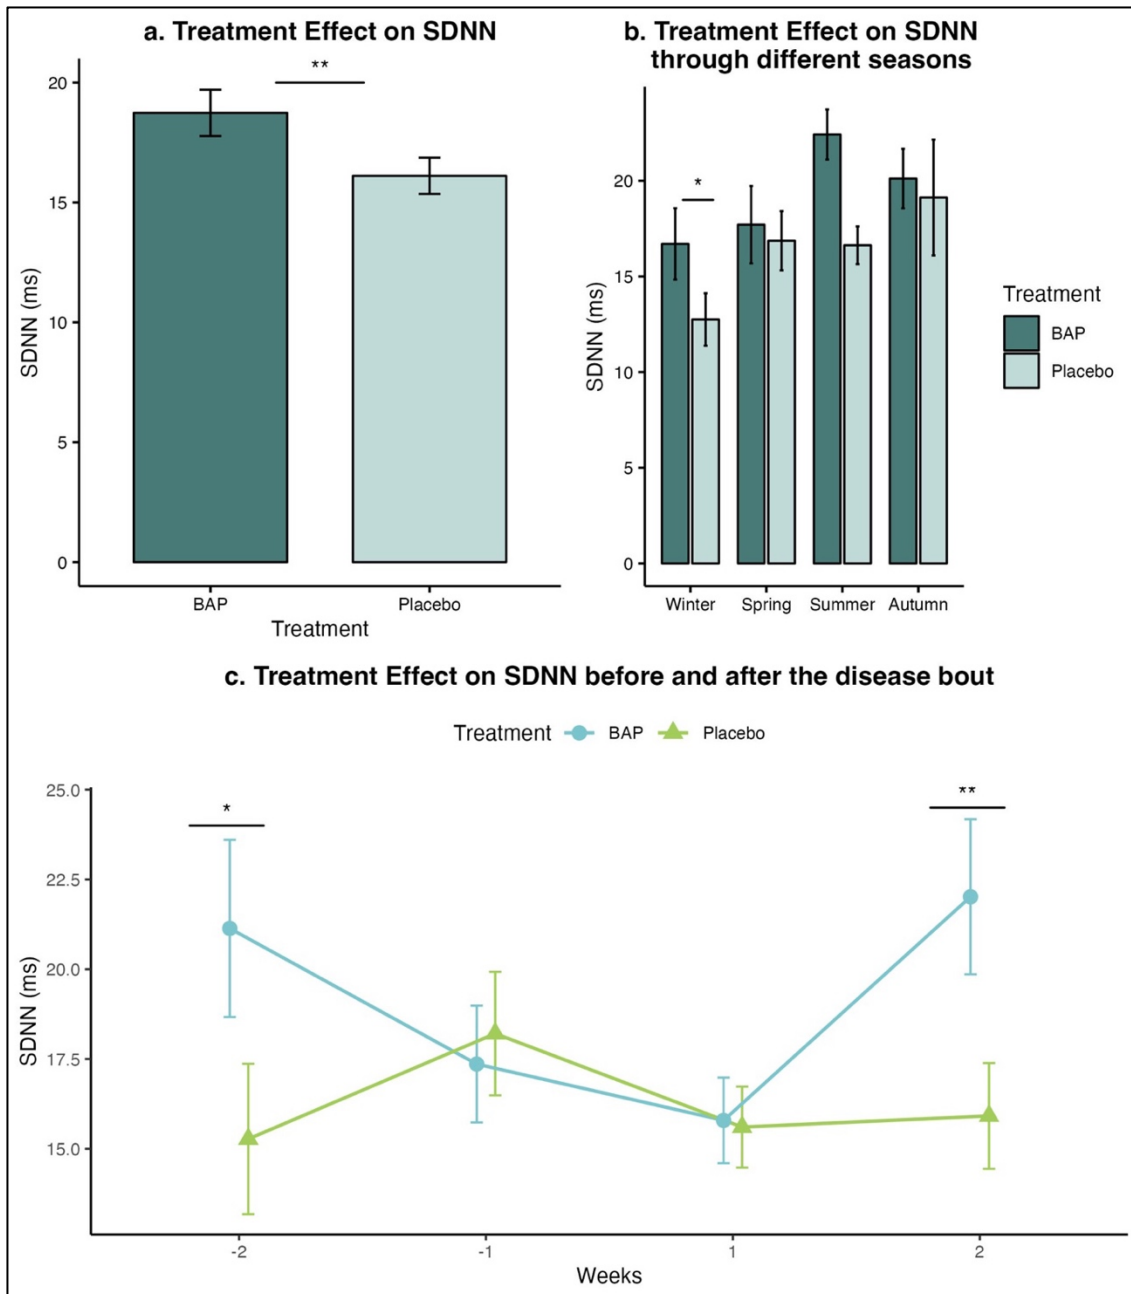 a. Treatment Effect on SDNN
**
20
15
10
5
0
SDNN (ms)
BAP
Placebo
Treatment
b. Treatment Effect on SDNN
through different seasons
*
20
15
10
5
0
SDNN (ms)
Winter
Spring
Summer
Autumn
Treatment
BAP
Placebo
c. Treatment Effect on SDNN before and after the disease bout
Treatment BAP Placebo
*
**
25.0
22.5
20.0
17.5
15.0
SDNN (ms)
-2
-1
1
2
Weeks